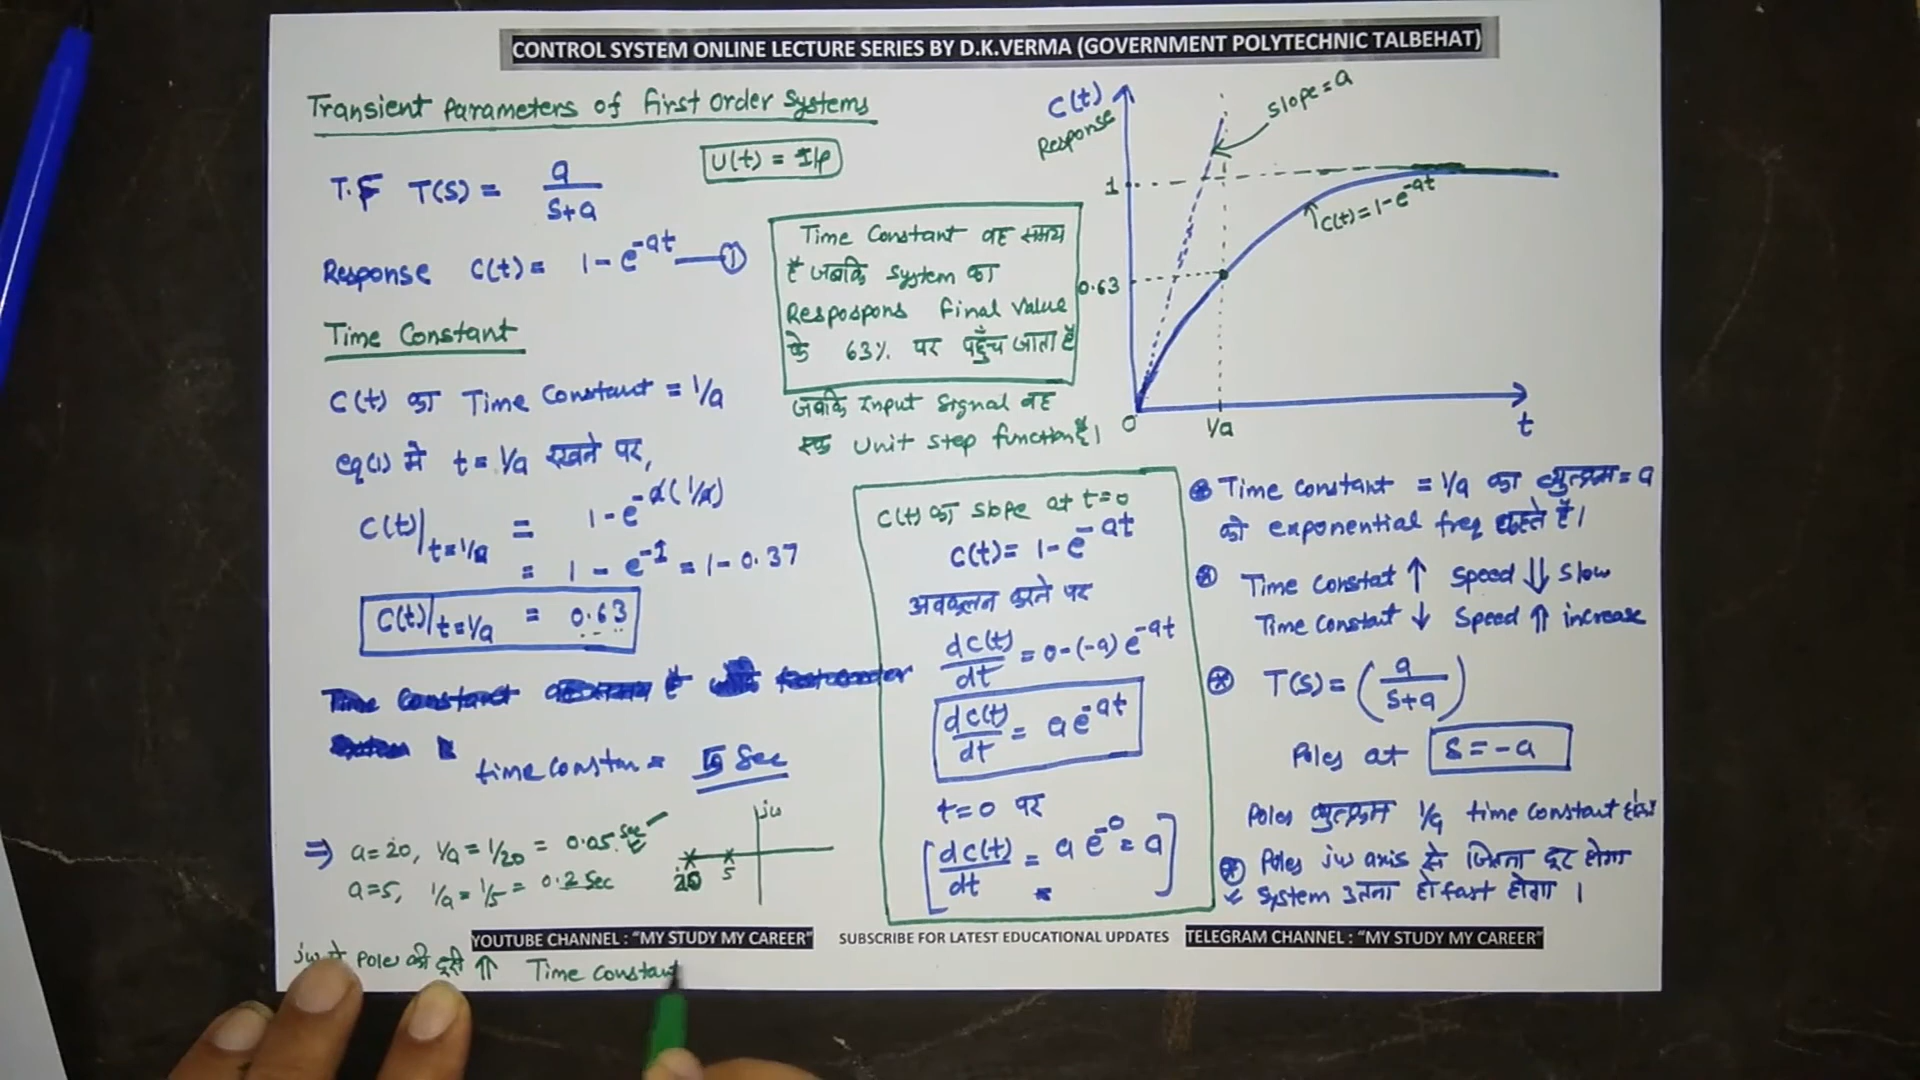 CONTROL SYSTEM ONLINE LECTURE SERIES BY D.K.VERMA (GOVERNMENT POLYTECHNIC TALBEHAT)
Transient Parameters of First Order Systems
U(t) = I/p
T.F T(S) = a / S+a
Response C(t) = 1 - e^-at — ①
Time Constant
C(t) का Time Constant = 1/a
eq(1) में t = 1/a रखने पर,
C(t)|t=1/a = 1 - e^-a(1/a)
= 1 - e^-1 = 1 - 0.37
C(t)|t=1/a = 0.63
time constan = 5 Sec
⇒ a=20, 1/a = 1/20 = 0.05 Sec
a=5, 1/a = 1/5 = 0.2 Sec
jω
20
5
jω से Pole की दूरी ⇑ Time Constant
Time Constant वह समय
है जबकि System का
Respospons final value
के 63% पर पहुँच जाता है
जबकि Input Signal वह
एक Unit Step function है।
C(t) का Slope at t=0
C(t) = 1 - e^-at
अवकलन करने पर
dC(t)/dt = 0-(-a) e^-at
dC(t)/dt = a e^-at
t=0 पर
[dC(t)/dt = a e^-0 = a]
C(t)
Response
Slope = a
1
C(t) = 1 - e^-at
0.63
0
1/a
t
⊛ Time Constant = 1/a का व्युत्क्रम = a
को exponential freq कहते हैं।
⊛ Time Constat ↑ Speed ⇓ Slow
Time Constant ↓ Speed ⇑ increase
⊛ T(S) = (a / S+a)
Poles at S = -a
Poles व्युत्क्रम 1/a time constant
⊛ Poles jω axis से जितना दूर होगा
System उतना ही fast होगा।
YOUTUBE CHANNEL : “MY STUDY MY CAREER” SUBSCRIBE FOR LATEST EDUCATIONAL UPDATES TELEGRAM CHANNEL : “MY STUDY MY CAREER”